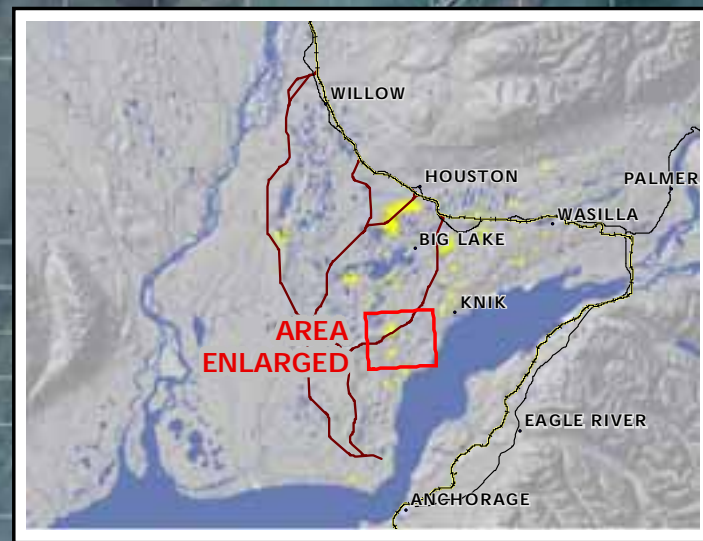 WILLOW
HOUSTON
PALMER
WASILLA
BIG LAKE
KNIK
AREA
ENLARGED
EAGLE RIVER
ANCHORAGE